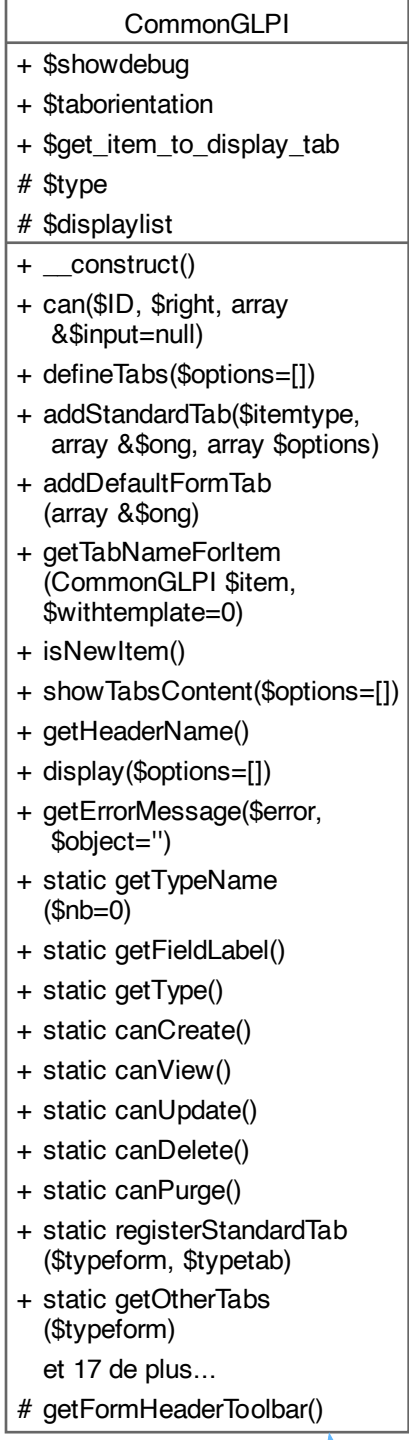 CommonGLPI
+ $showdebug
+ $taborientation
+ $get_item_to_display_tab
# $type
# $displaylist
+ __construct()
+ can($ID, $right, array
&$input=null)
+ defineTabs($options=[])
+ addStandardTab($itemtype,
array &$ong, array $options)
+ addDefaultFormTab
(array &$ong)
+ getTabNameForItem
(CommonGLPI $item,
$withtemplate=0)
+ isNewItem()
+ showTabsContent($options=[])
+ getHeaderName()
+ display($options=[])
+ getErrorMessage($error,
$object='')
+ static getTypeName
($nb=0)
+ static getFieldLabel()
+ static getType()
+ static canCreate()
+ static canView()
+ static canUpdate()
+ static canDelete()
+ static canPurge()
+ static registerStandardTab
($typeform, $typetab)
+ static getOtherTabs
($typeform)
et 17 de plus...
# getFormHeaderToolbar()